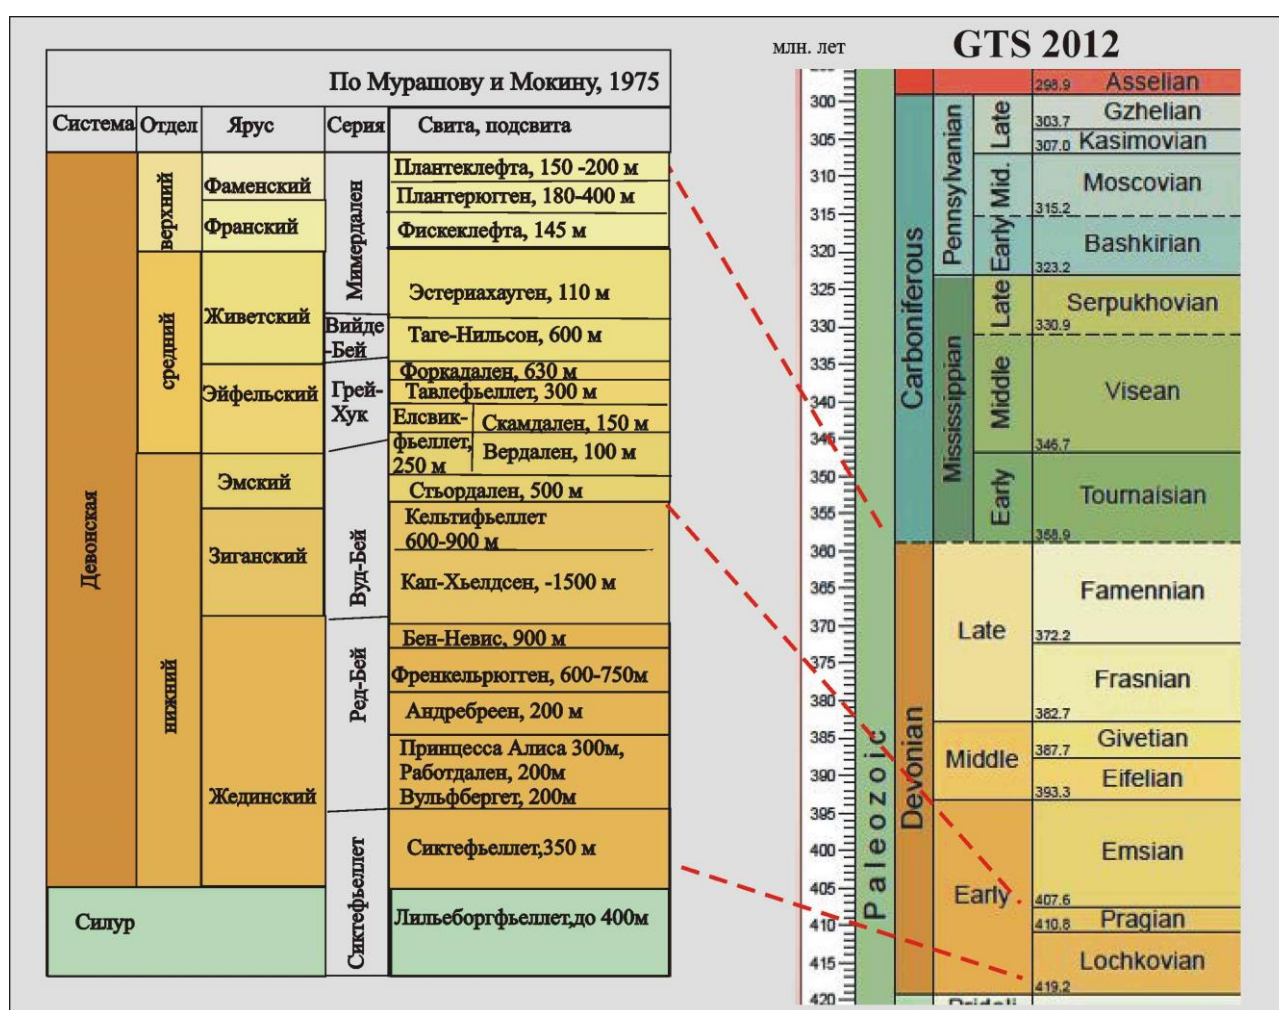 По Мурашову и Мокину, 1975
Система
Отдел
Ярус
Серия
Свита, подсвита
Девонская
верхний
Фаменский
Франский
средний
Живетский
Эйфельский
нижний
Эмский
Зиганский
Жединский
Силур
Мимердален
Вийде
-Бей
Грей-
Хук
Вуд-Бей
Ред-Бей
Сиктефьеллет
Плантеклефта, 150 -200 м
Плантерюгген, 180-400 м
Фискеклефта, 145 м
Эстериахауген, 110 м
Таге-Нильсон, 600 м
Форкадален, 630 м
Тавлефьеллет, 300 м
Елсвик-
фьеллет,
250 м
Скамдален, 150 м
Вердален, 100 м
Стьордален, 500 м
Кельтифьеллет
600-900 м
Кап-Хьелдсен, -1500 м
Бен-Невис, 900 м
Френкельрюгген, 600-750м
Андребреен, 200 м
Принцесса Алиса 300м,
Работдален, 200м
Вульфбергет, 200м
Сиктефьеллет,350 м
Лильеборгфьеллет,до 400м
млн. лет
GTS 2012
300
305
310
315
320
325
330
335
340
345
350
355
360
365
370
375
380
385
390
395
400
405
410
415
420
Paleozoic
Carboniferous
Devonian
Pennsylvanian
Mississippian
Late
Mid.
Early
Late
Middle
Early
Late
Middle
Early
298.9 Asselian
Gzhelian
303.7
307.0 Kasimovian
Moscovian
315.2
Bashkirian
323.2
Serpukhovian
330.9
Visean
346.7
Tournaisian
358.9
Famennian
372.2
Frasnian
382.7
Givetian
387.7
Eifelian
393.3
Emsian
407.6
Pragian
410.8
Lochkovian
419.2